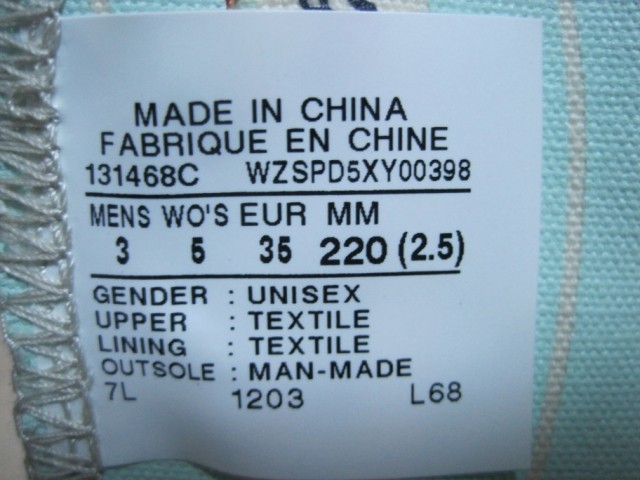 MADE IN CHINA
FABRIQUE EN CHINE
131468C WZSPD5XY00398
MENS WO'S EUR MM
3 5 35 220 (2.5)
GENDER : UNISEX
UPPER : TEXTILE
LINING : TEXTILE
OUTSOLE : MAN-MADE
7L 1203 L68